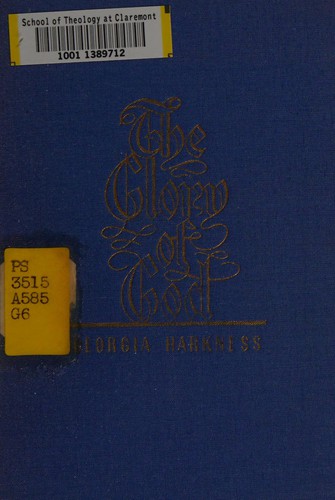 School of Theology at Claremont
1001 1389712
The
Glory
of
God
PS
3515
A585
G6
GEORGIA HARKNESS